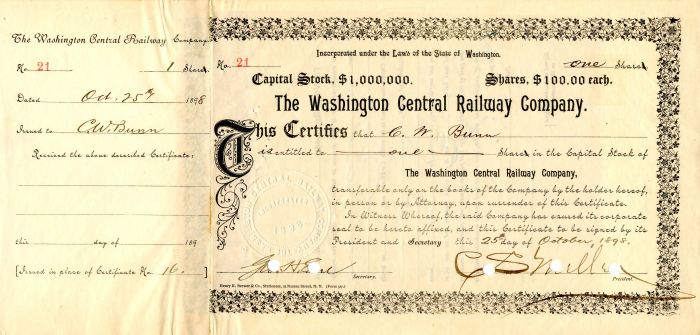 The Washington Central Railway Company.
No. 21 1 Share
Dated Oct. 25th 1898
Issued to C.W. Bunn
Received the above described Certificate:
this day of 189
[Issued in place of Certificate No. 16.]
Incorporated under the Laws of the State of Washington.
No. 21 one Share
Capital Stock, $1,000,000. Shares, $100.00 each.
The Washington Central Railway Company.
This Certifies that C. W. Bunn
is entitled to one Share in the Capital Stock of
The Washington Central Railway Company,
transferable only on the books of the Company by the holder hereof,
in person or by Attorney, upon surrender of this Certificate.
In Witness Whereof, the said Company has caused its corporate
seal to be hereto affixed, and this Certificate to be signed by its
President and Secretary this 25th day of October, 1898.
Geo. H. Earl
Secretary.
President.
1898